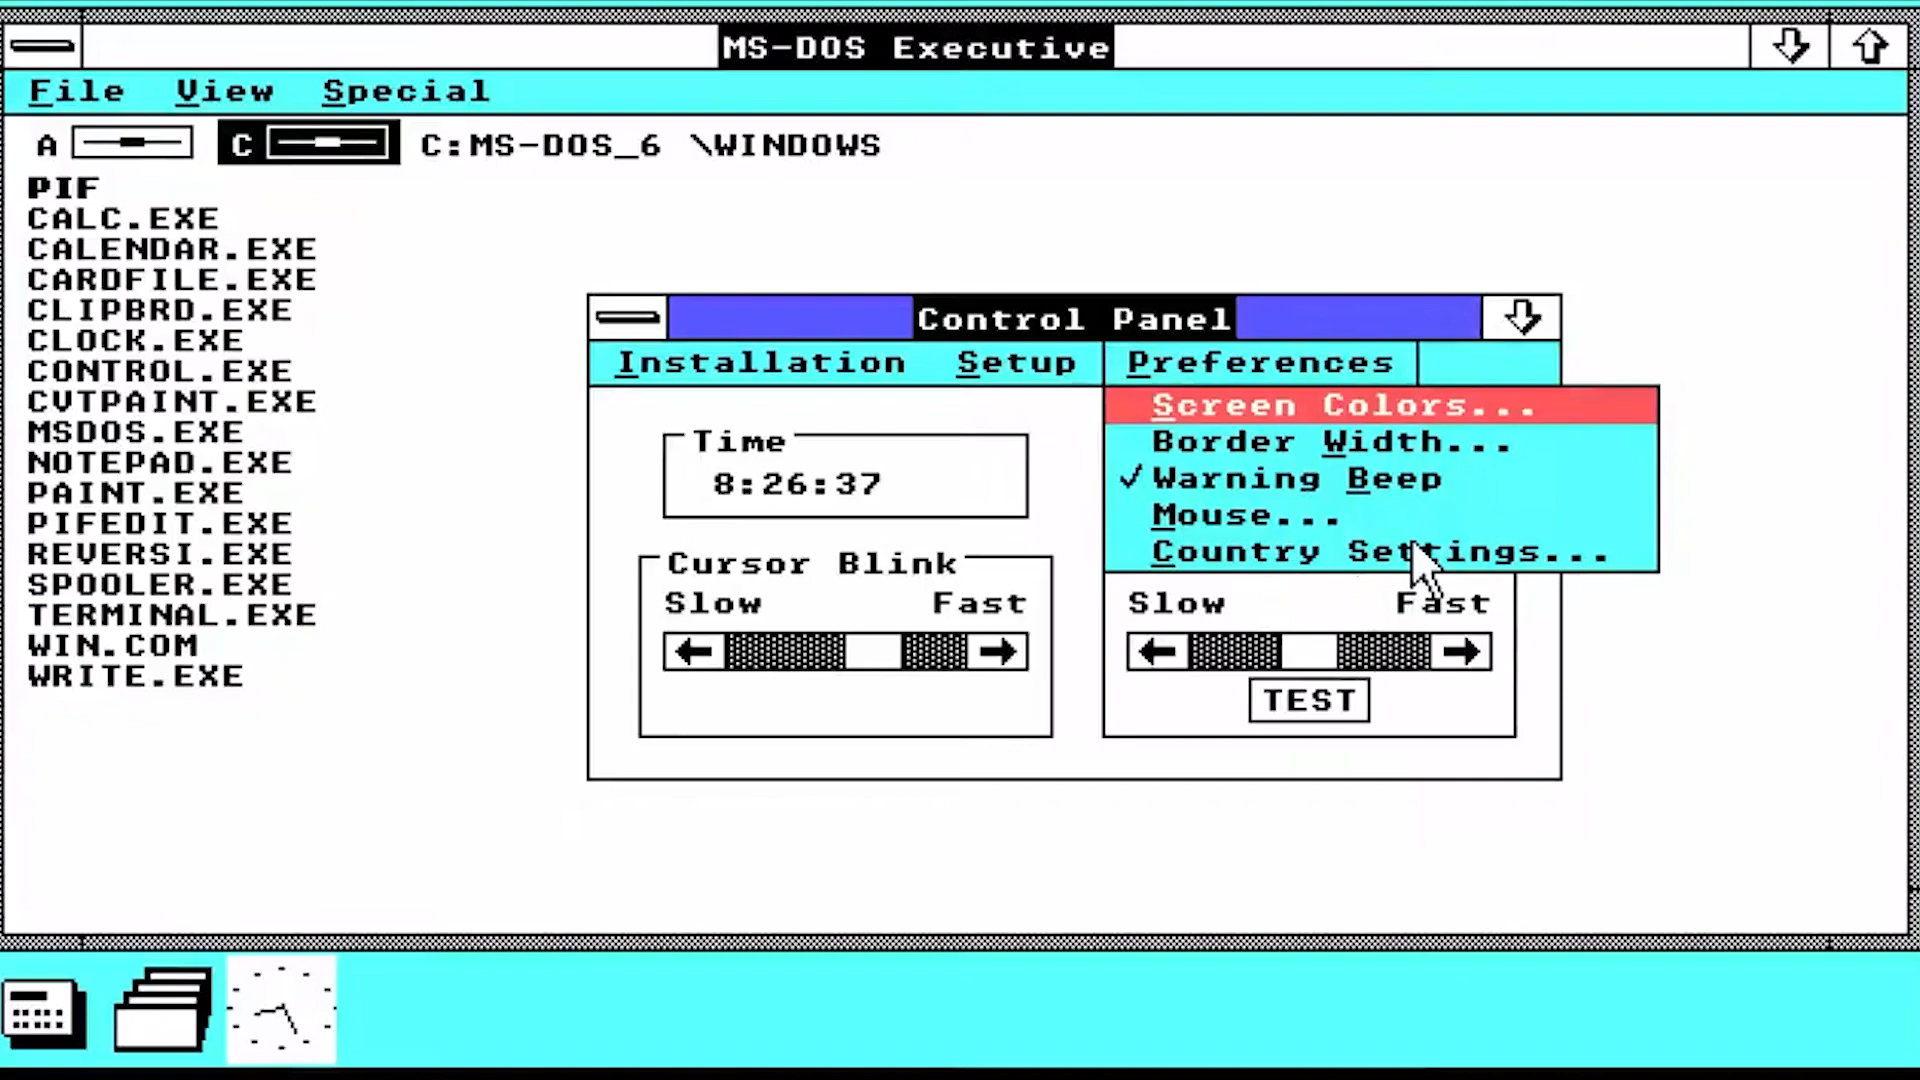 MS-DOS Executive
File View Special
A C C:MS-DOS_6 \WINDOWS
PIF
CALC.EXE
CALENDAR.EXE
CARDFILE.EXE
CLIPBRD.EXE
CLOCK.EXE
CONTROL.EXE
CVTPAINT.EXE
MSDOS.EXE
NOTEPAD.EXE
PAINT.EXE
PIFEDIT.EXE
REVERSI.EXE
SPOOLER.EXE
TERMINAL.EXE
WIN.COM
WRITE.EXE
Control Panel
Installation Setup Preferences
Screen Colors...
Border Width...
✓Warning Beep
Mouse...
Country Settings...
Time
8:26:37
Cursor Blink
Slow Fast
Slow Fast
TEST